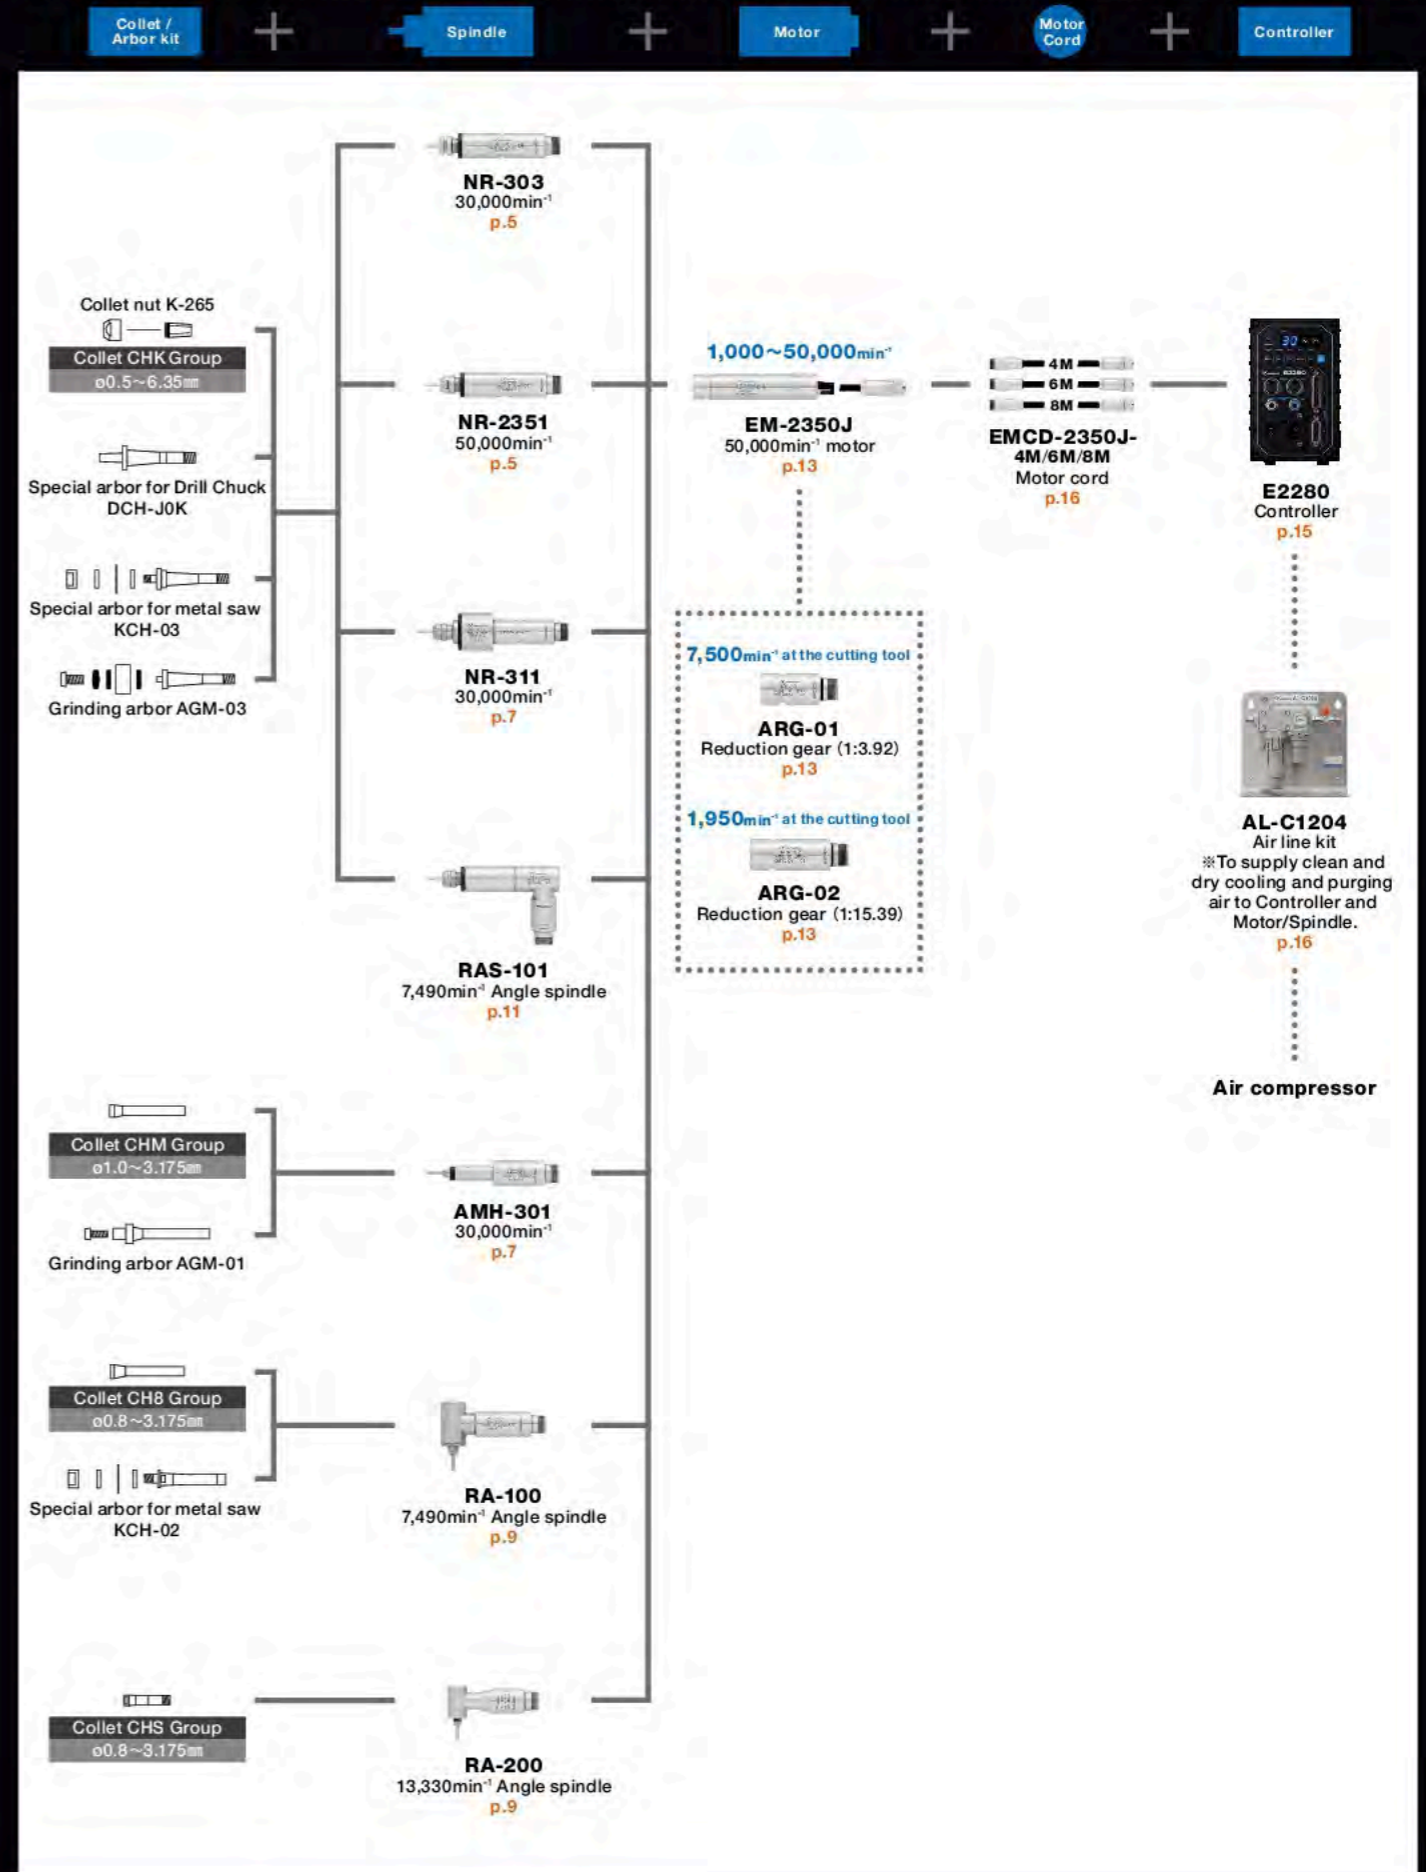 Collet /
Arbor kit
Spindle
Motor
Motor
Cord
Controller
NR-303
30,000min⁻¹
p.5
Collet nut K-265
Collet CHK Group
ø0.5~6.35mm
Special arbor for Drill Chuck
DCH-J0K
Special arbor for metal saw
KCH-03
Grinding arbor AGM-03
NR-2351
50,000min⁻¹
p.5
NR-311
30,000min⁻¹
p.7
RAS-101
7,490min⁻¹ Angle spindle
p.11
1,000~50,000min⁻¹
EM-2350J
50,000min⁻¹ motor
p.13
7,500min⁻¹ at the cutting tool
ARG-01
Reduction gear (1:3.92)
p.13
1,950min⁻¹ at the cutting tool
ARG-02
Reduction gear (1:15.39)
p.13
4M
6M
8M
EMCD-2350J-
4M/6M/8M
Motor cord
p.16
30
E2280
E2280
Controller
p.15
AL-C1204
Air line kit
※To supply clean and
dry cooling and purging
air to Controller and
Motor/Spindle.
p.16
Air compressor
Collet CHM Group
ø1.0~3.175mm
Grinding arbor AGM-01
AMH-301
30,000min⁻¹
p.7
Collet CH8 Group
ø0.8~3.175mm
Special arbor for metal saw
KCH-02
RA-100
7,490min⁻¹ Angle spindle
p.9
Collet CHS Group
ø0.8~3.175mm
RA-200
13,330min⁻¹ Angle spindle
p.9